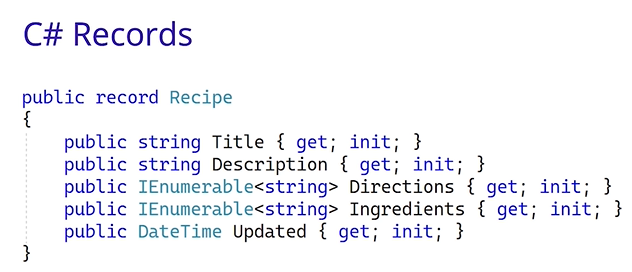 C# Records
public record Recipe
{
public string Title { get; init; }
public string Description { get; init; }
public IEnumerable<string> Directions { get; init; }
public IEnumerable<string> Ingredients { get; init; }
public DateTime Updated { get; init; }
}